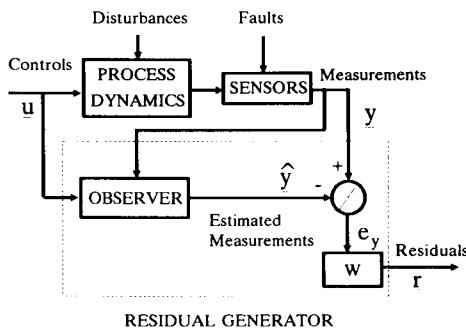 Disturbances
Faults
Controls
PROCESS
DYNAMICS
SENSORS
Measurements
u
y
OBSERVER
ŷ
+
-
Estimated
Measurements
e_y
Residuals
W
r
RESIDUAL GENERATOR